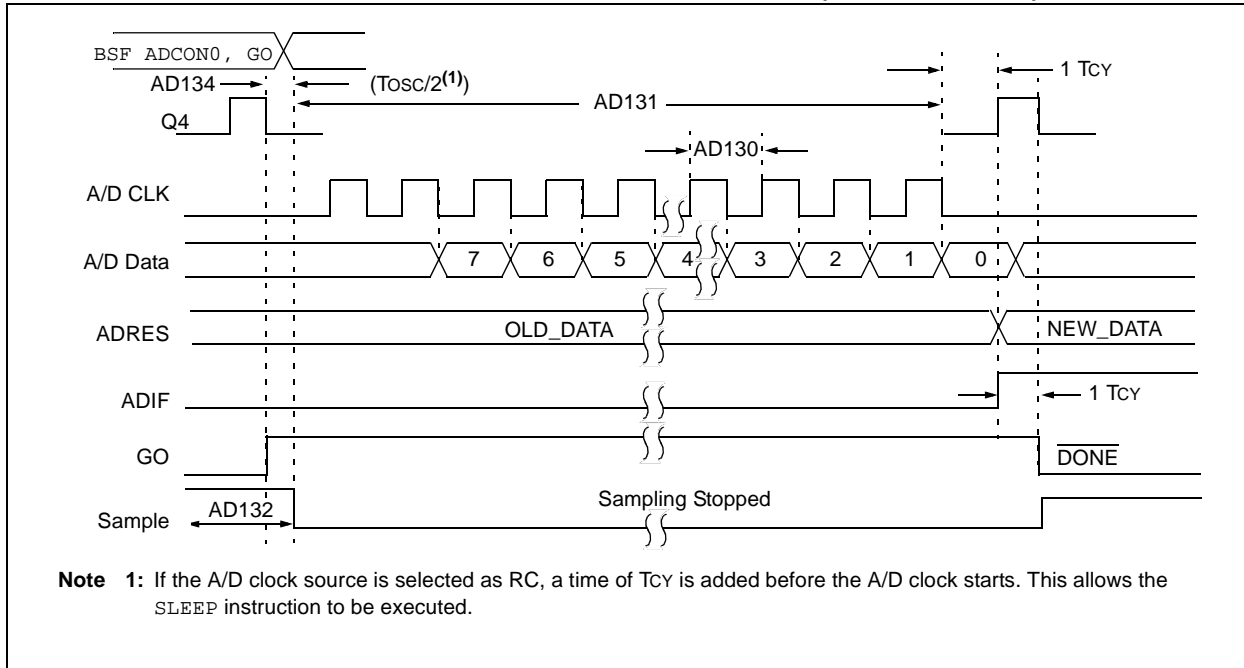 BSF ADCON0, GO
AD134
(TOSC/2(1))
1 TCY
AD131
Q4
AD130
A/D CLK
A/D Data
7 6 5 4 3 2 1 0
ADRES
OLD_DATA
NEW_DATA
ADIF
1 TCY
GO
DONE
Sampling Stopped
AD132
Sample
Note 1: If the A/D clock source is selected as RC, a time of TCY is added before the A/D clock starts. This allows the
SLEEP instruction to be executed.